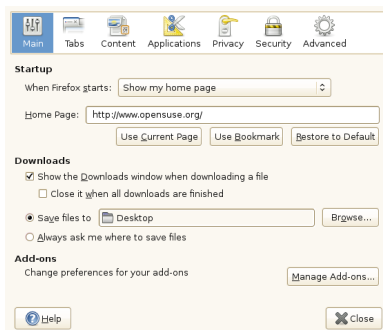 Main Tabs Content Applications Privacy Security Advanced
Startup
When Firefox starts: Show my home page
Home Page: http://www.opensuse.org/
Use Current Page Use Bookmark Restore to Default
Downloads
Show the Downloads window when downloading a file
Close it when all downloads are finished
Save files to Desktop Browse...
Always ask me where to save files
Add-ons
Change preferences for your add-ons
Manage Add-ons...
Help Close